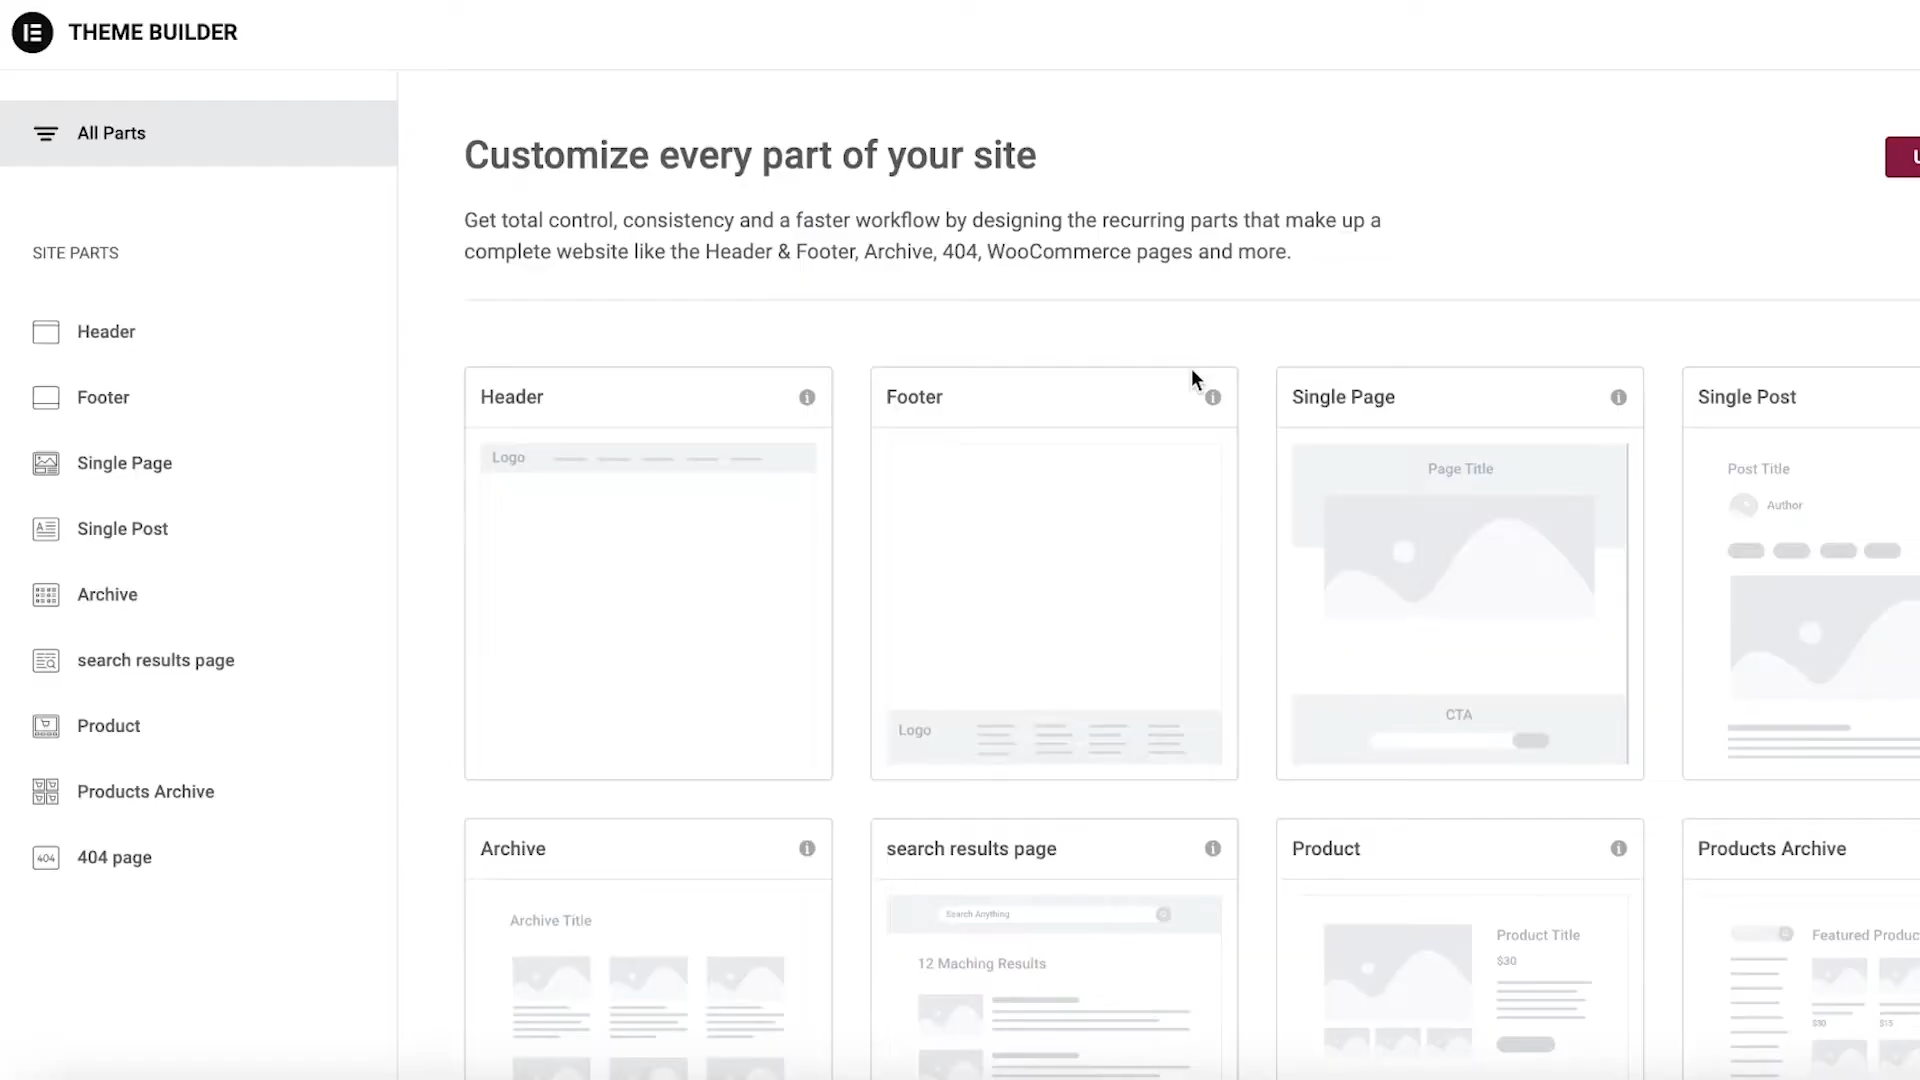 THEME BUILDER
All Parts
SITE PARTS
Header
Footer
Single Page
Single Post
Archive
search results page
Product
Products Archive
404 page
Customize every part of your site
Get total control, consistency and a faster workflow by designing the recurring parts that make up a
complete website like the Header & Footer, Archive, 404, WooCommerce pages and more.
Header
Logo
Footer
Logo
Single Page
Page Title
CTA
Single Post
Post Title
Author
Archive
Archive Title
search results page
Search Anything
12 Maching Results
Product
Product Title
$30
Products Archive
Featured Produc
$30
$15
404